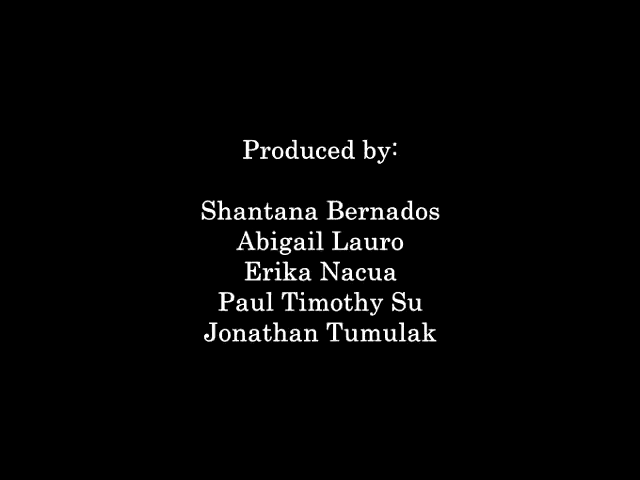 Produced by:
Shantana Bernados
Abigail Lauro
Erika Nacua
Paul Timothy Su
Jonathan Tumulak